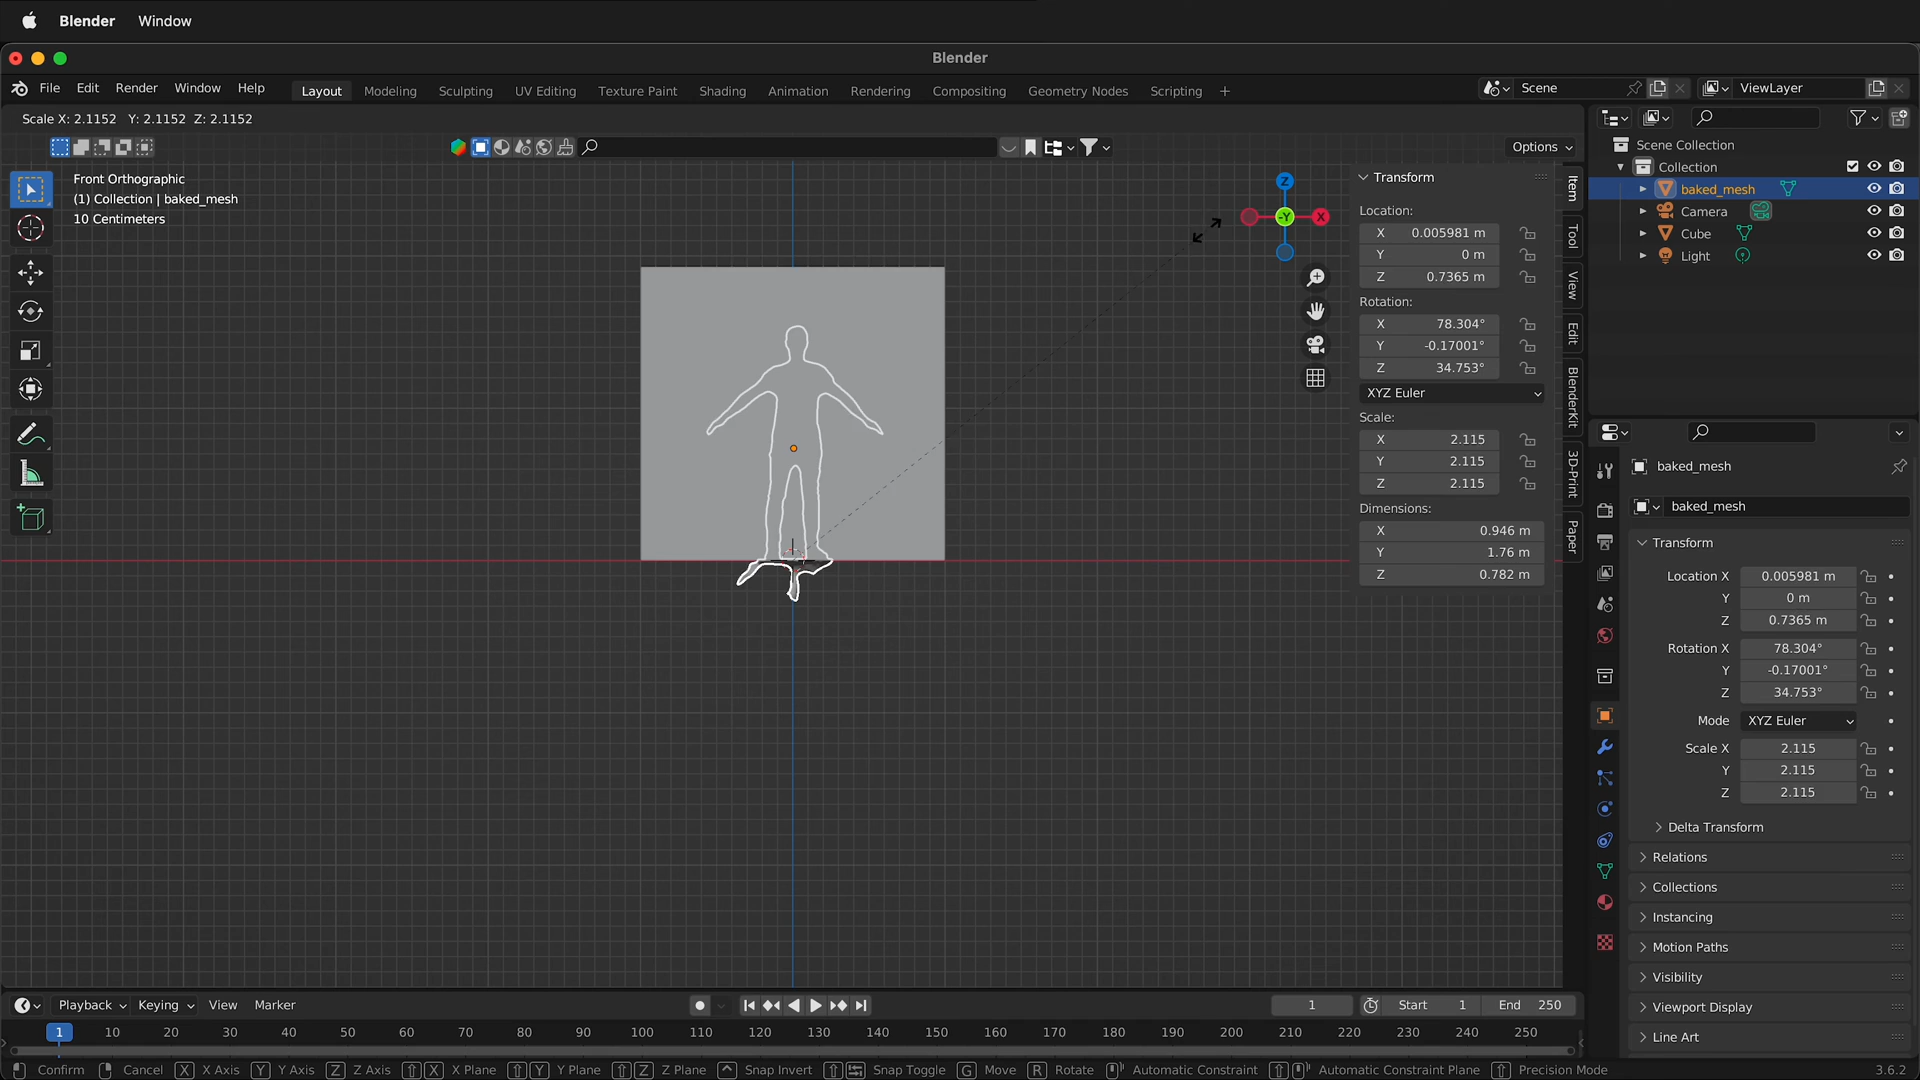 Blender Window
Blender
File Edit Render Window Help Layout Modeling Sculpting UV Editing Texture Paint Shading Animation Rendering Compositing Geometry Nodes Scripting + Scene ViewLayer
Scale X: 2.1152 Y: 2.1152 Z: 2.1152
Options
Front Orthographic
(1) Collection | baked_mesh
10 Centimeters
Z
-Y
X
Transform
Location:
X 0.005981 m
Y 0 m
Z 0.7365 m
Rotation:
X 78.304°
Y -0.17001°
Z 34.753°
XYZ Euler
Scale:
X 2.115
Y 2.115
Z 2.115
Dimensions:
X 0.946 m
Y 1.76 m
Z 0.782 m
Item
Tool
View
Edit
BlenderKit
3D-Print
Paper
Scene Collection
Collection
baked_mesh
Camera
Cube
Light
baked_mesh
baked_mesh
Transform
Location X 0.005981 m
Y 0 m
Z 0.7365 m
Rotation X 78.304°
Y -0.17001°
Z 34.753°
Mode XYZ Euler
Scale X 2.115
Y 2.115
Z 2.115
Delta Transform
Relations
Collections
Instancing
Motion Paths
Visibility
Viewport Display
Line Art
Playback Keying View Marker 1 Start 1 End 250
1 10 20 30 40 50 60 70 80 90 100 110 120 130 140 150 160 170 180 190 200 210 220 230 240 250
Confirm Cancel X X Axis Y Y Axis Z Z Axis X X Plane Y Y Plane Z Z Plane Snap Invert Snap Toggle G Move R Rotate Automatic Constraint Automatic Constraint Plane Precision Mode 3.6.2